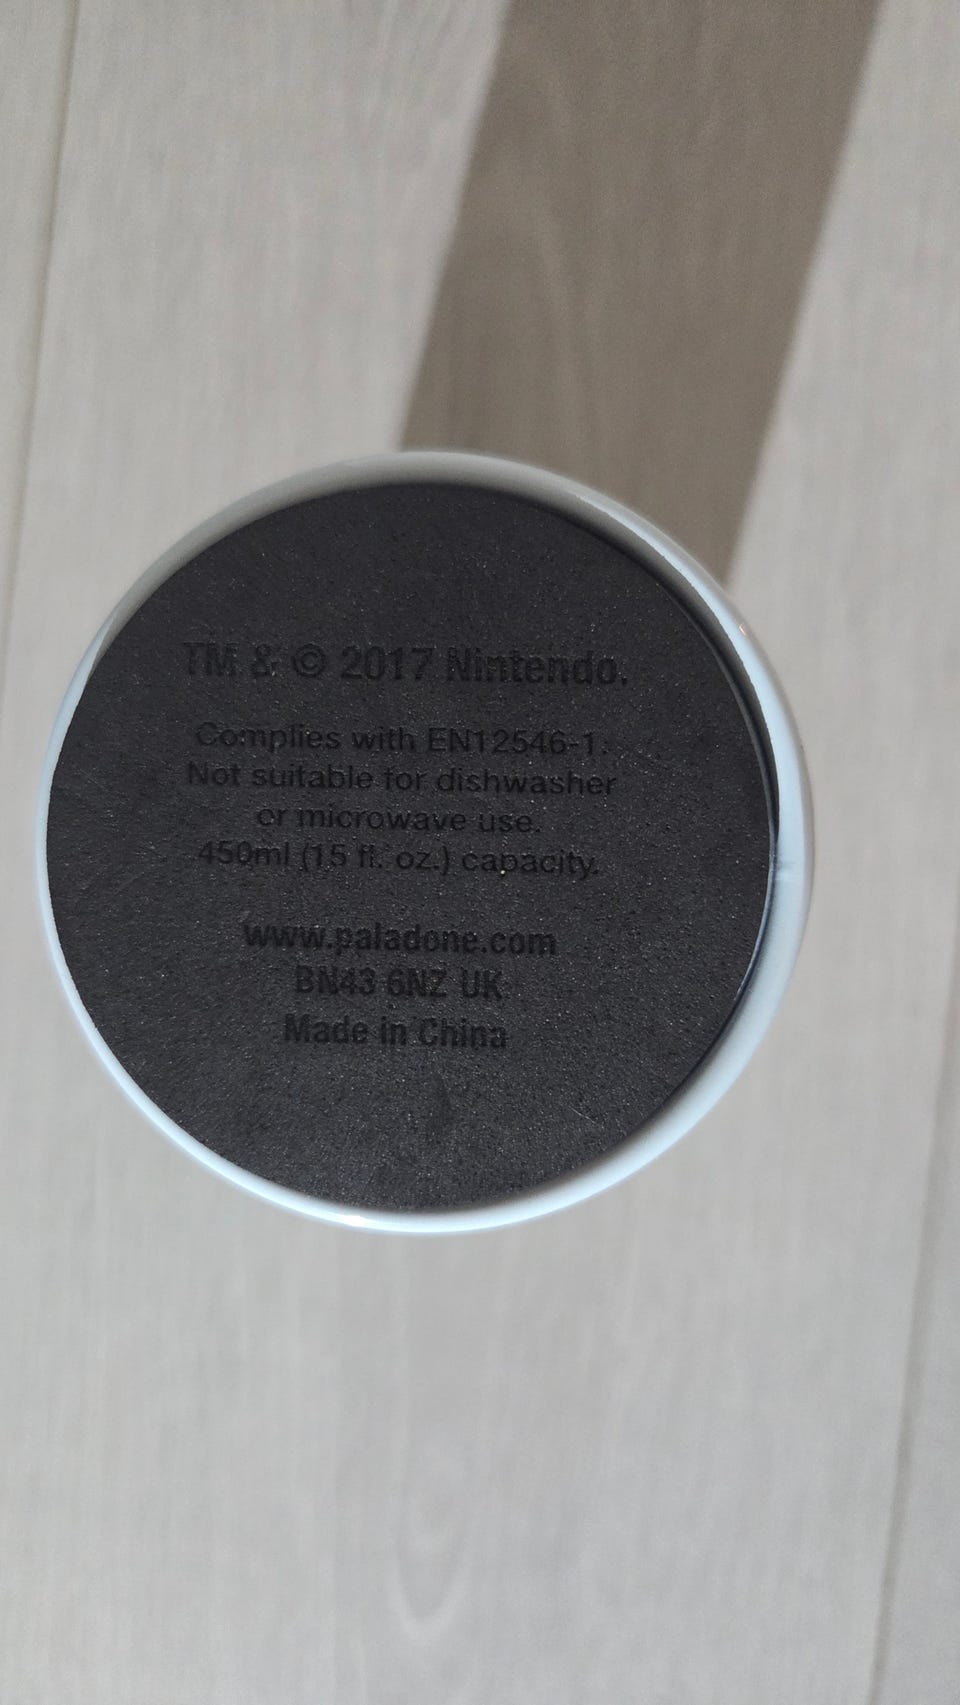 TM & © 2017 Nintendo.
Complies with EN12546-1.
Not suitable for dishwasher
or microwave use.
450ml (15 fl. oz.) capacity.
www.paladone.com
BN43 6NZ UK
Made in China